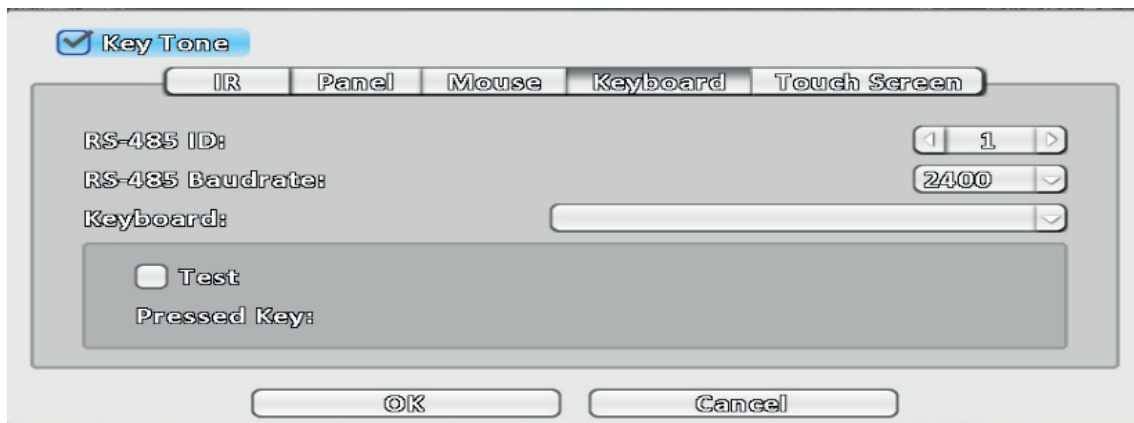 Key Tone
IR Panel Mouse Keyboard Touch Screen
RS-485 ID: 1
RS-485 Baudrate: 2400
Keyboard:
Test
Pressed Key:
OK Cancel